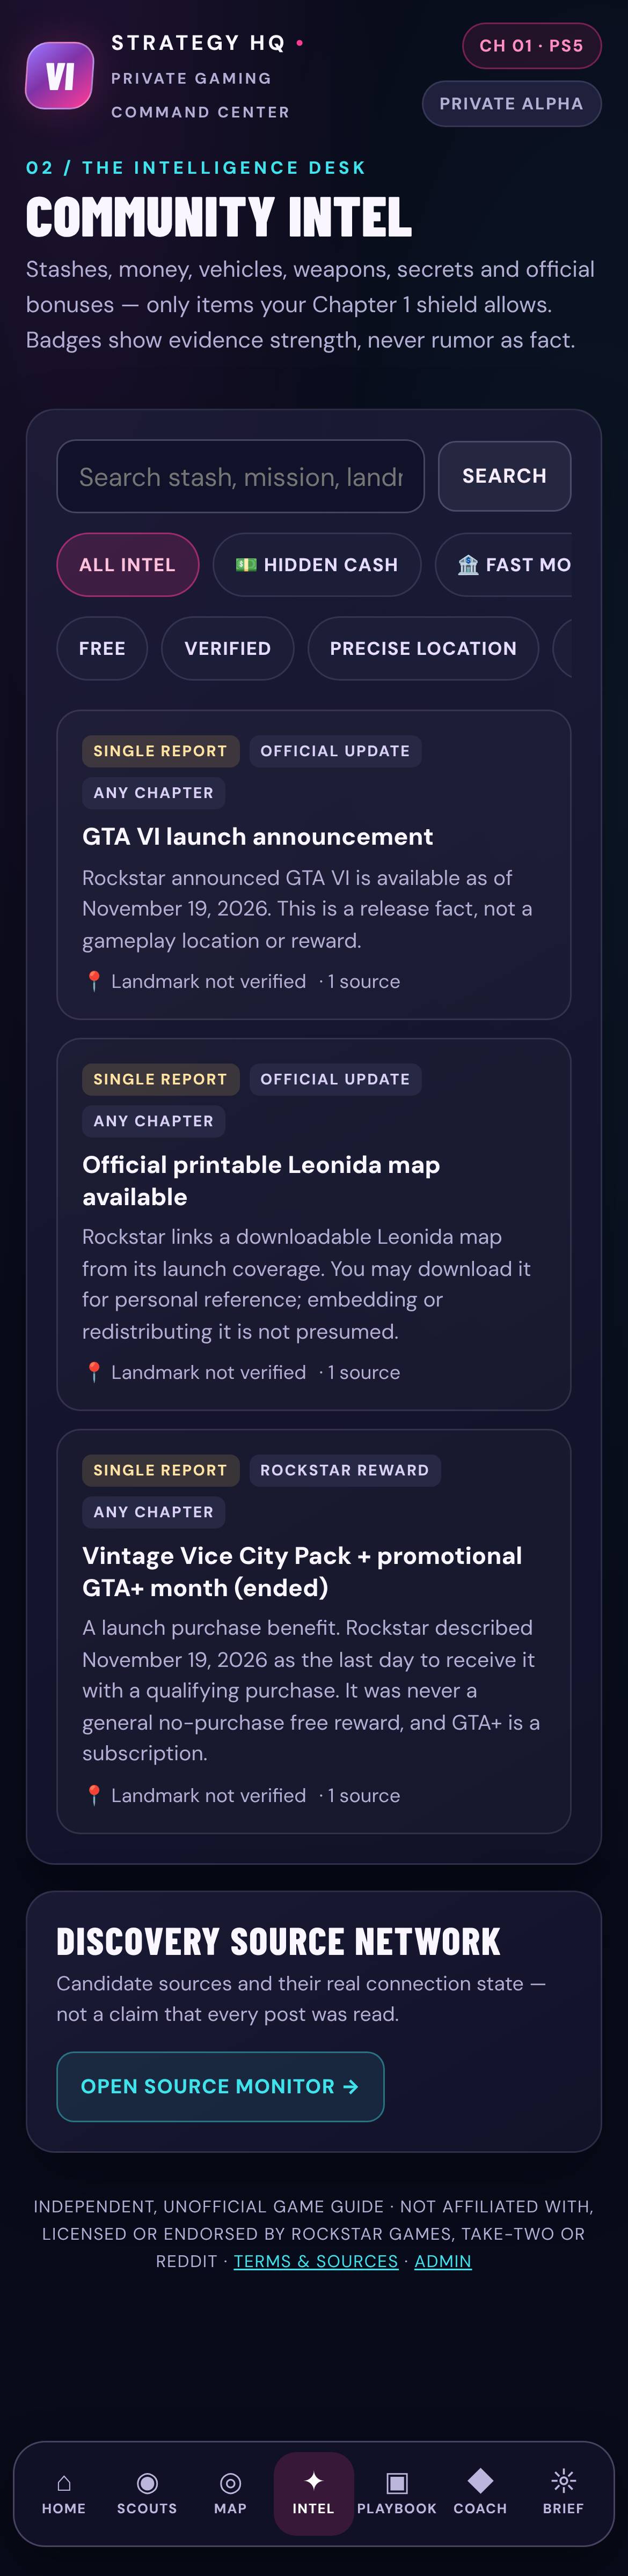 VI
STRATEGY HQ •
PRIVATE GAMING
COMMAND CENTER
CH 01 · PS5
PRIVATE ALPHA
02 / THE INTELLIGENCE DESK
COMMUNITY INTEL
Stashes, money, vehicles, weapons, secrets and official
bonuses — only items your Chapter 1 shield allows.
Badges show evidence strength, never rumor as fact.
Search stash, mission, landr
SEARCH
ALL INTEL
💵 HIDDEN CASH
🏦 FAST MO
FREE
VERIFIED
PRECISE LOCATION
SINGLE REPORT
OFFICIAL UPDATE
ANY CHAPTER
GTA VI launch announcement
Rockstar announced GTA VI is available as of
November 19, 2026. This is a release fact, not a
gameplay location or reward.
📍 Landmark not verified · 1 source
SINGLE REPORT
OFFICIAL UPDATE
ANY CHAPTER
Official printable Leonida map
available
Rockstar links a downloadable Leonida map
from its launch coverage. You may download it
for personal reference; embedding or
redistributing it is not presumed.
📍 Landmark not verified · 1 source
SINGLE REPORT
ROCKSTAR REWARD
ANY CHAPTER
Vintage Vice City Pack + promotional
GTA+ month (ended)
A launch purchase benefit. Rockstar described
November 19, 2026 as the last day to receive it
with a qualifying purchase. It was never a
general no-purchase free reward, and GTA+ is a
subscription.
📍 Landmark not verified · 1 source
DISCOVERY SOURCE NETWORK
Candidate sources and their real connection state —
not a claim that every post was read.
OPEN SOURCE MONITOR →
INDEPENDENT, UNOFFICIAL GAME GUIDE · NOT AFFILIATED WITH,
LICENSED OR ENDORSED BY ROCKSTAR GAMES, TAKE-TWO OR
REDDIT · TERMS & SOURCES · ADMIN
HOME
SCOUTS
MAP
INTEL
PLAYBOOK
COACH
BRIEF